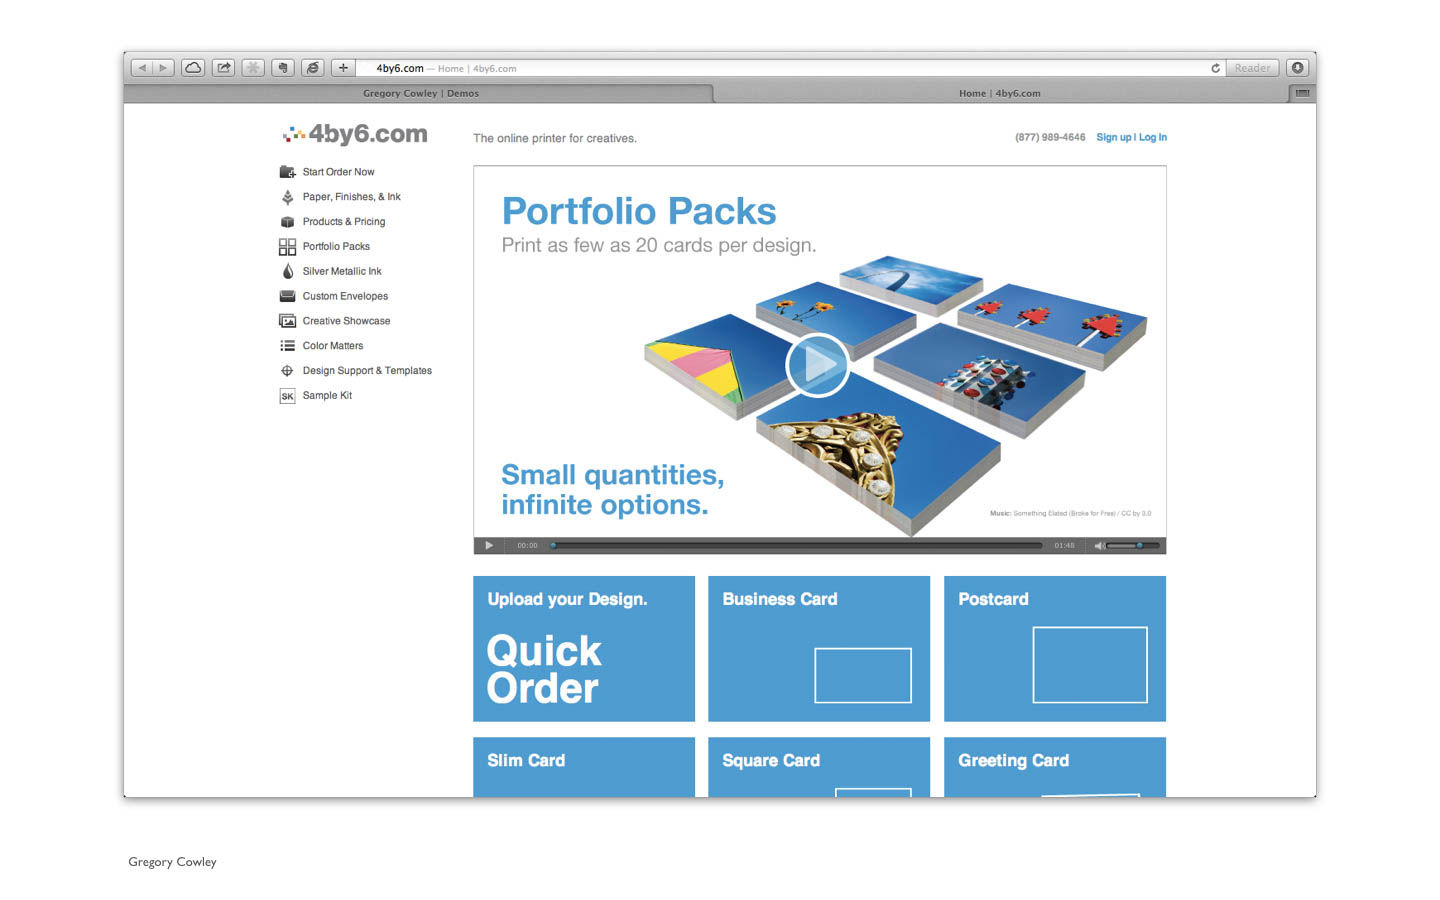 4by6.com — Home | 4by6.com
Reader
Gregory Cowley | Demos
Home | 4by6.com
4by6.com
The online printer for creatives.
(877) 989-4646
Sign up | Log In
Start Order Now
Paper, Finishes, & Ink
Products & Pricing
Portfolio Packs
Silver Metallic Ink
Custom Envelopes
Creative Showcase
Color Matters
Design Support & Templates
SK Sample Kit
Portfolio Packs
Print as few as 20 cards per design.
Small quantities,
infinite options.
Music: Something Elated (Broke for Free) / CC by 3.0
00:00
01:48
Upload your Design.
Quick
Order
Business Card
Postcard
Slim Card
Square Card
Greeting Card
Gregory Cowley